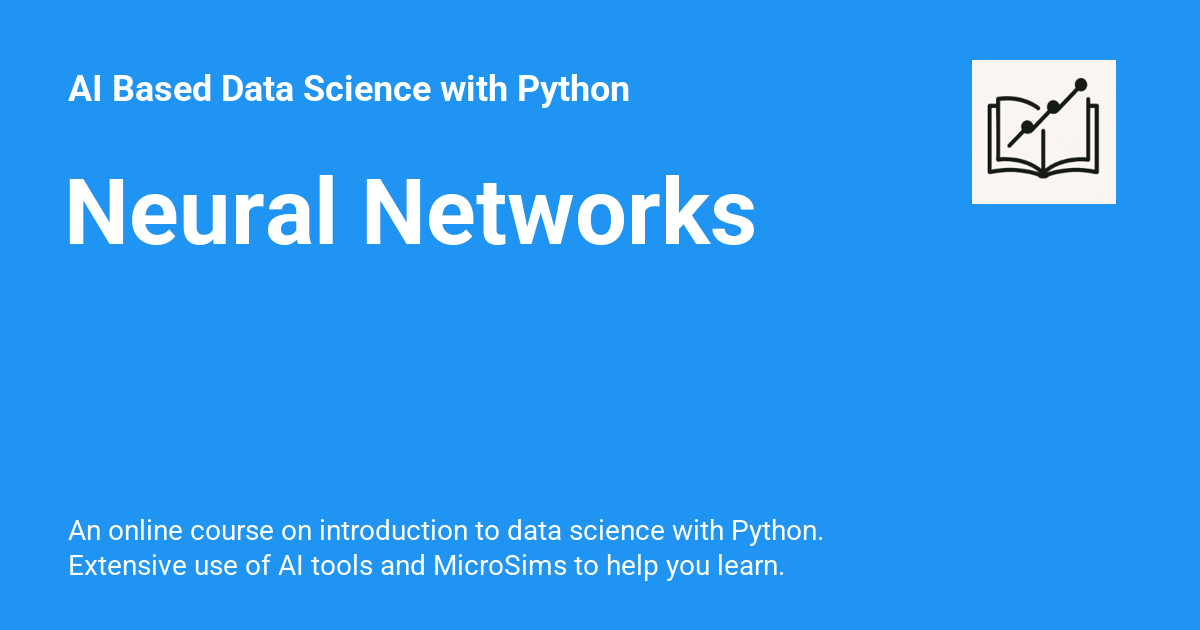 AI Based Data Science with Python
Neural Networks
An online course on introduction to data science with Python.
Extensive use of AI tools and MicroSims to help you learn.